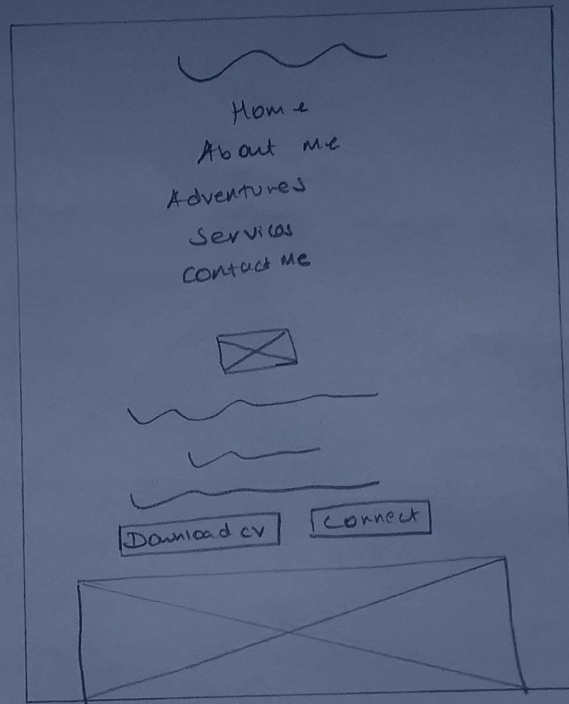 Home
About Me
Adventures
Services
Contact Me
Download CV
Connect